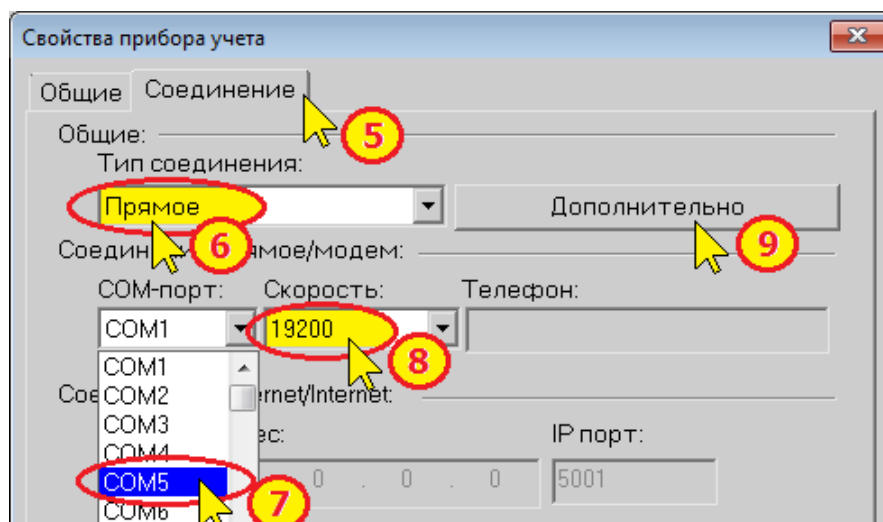 Свойства прибора учета
Общие Соединение
5
Общие:
Тип соединения:
Прямое Дополнительно
6 9
COM-порт: Скорость: Телефон:
COM1 19200
8
COM1
COM2
COM3
COM4
IP порт:
COM5 0 . 0 . 0 5001
7
COM6